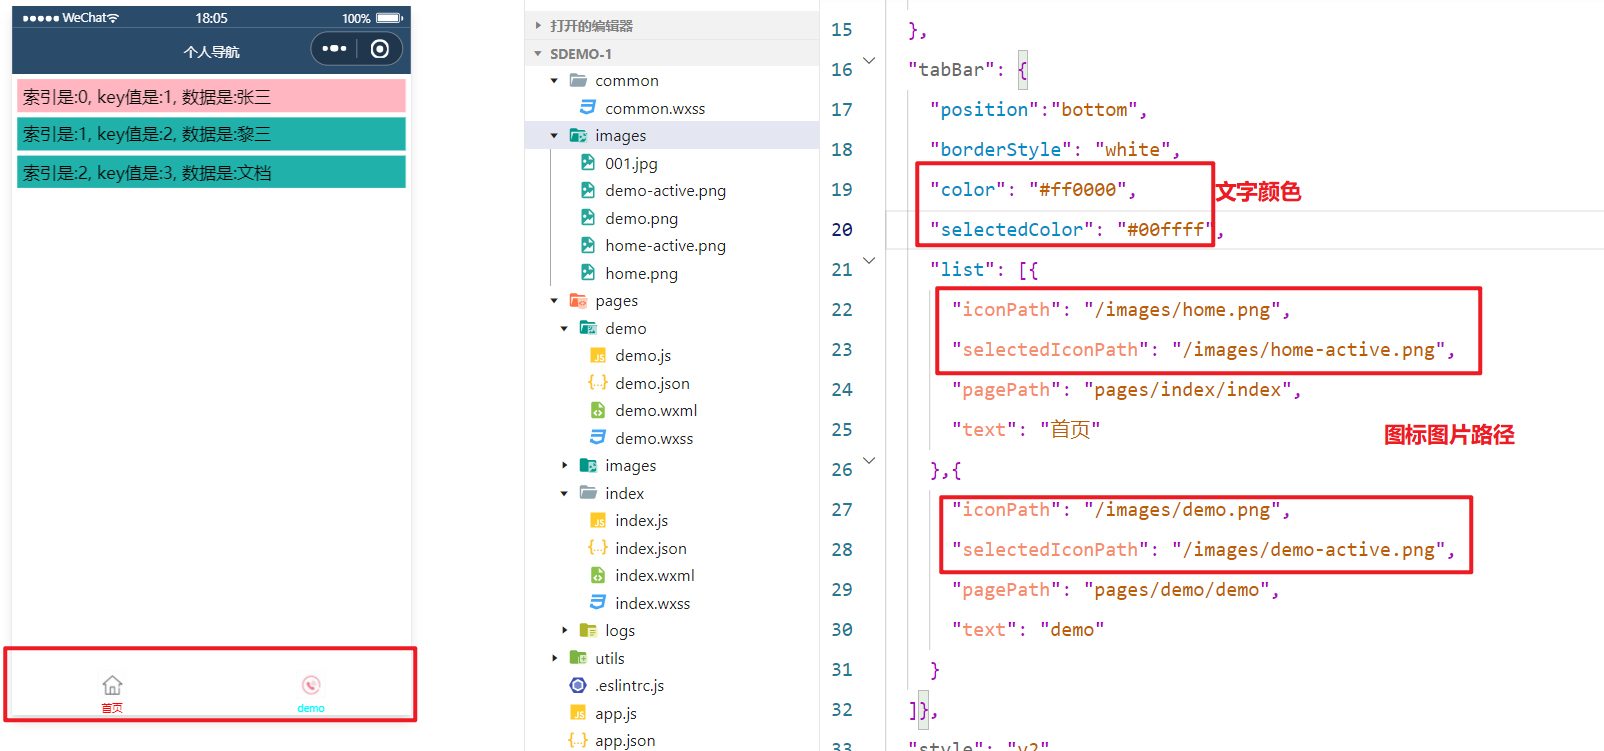 WeChat
18:05
100%
个人导航
索引是:0, key值是:1, 数据是:张三
索引是:1, key值是:2, 数据是:黎三
索引是:2, key值是:3, 数据是:文档
首页
demo
打开的编辑器
SDEMO-1
common
common.wxss
images
001.jpg
demo-active.png
demo.png
home-active.png
home.png
pages
demo
demo.js
demo.json
demo.wxml
demo.wxss
images
index
index.js
index.json
index.wxml
index.wxss
logs
utils
.eslintrc.js
app.js
app.json
15 },
16 "tabBar": {
17 "position":"bottom",
18 "borderStyle": "white",
19 "color": "#ff0000",
文字颜色
20 "selectedColor": "#00ffff",
21 "list": [{
22 "iconPath": "/images/home.png",
23 "selectedIconPath": "/images/home-active.png",
24 "pagePath": "pages/index/index",
25 "text": "首页"
图标图片路径
26 },{
27 "iconPath": "/images/demo.png",
28 "selectedIconPath": "/images/demo-active.png",
29 "pagePath": "pages/demo/demo",
30 "text": "demo"
31 }
32 ]},
33 "style": "v2"